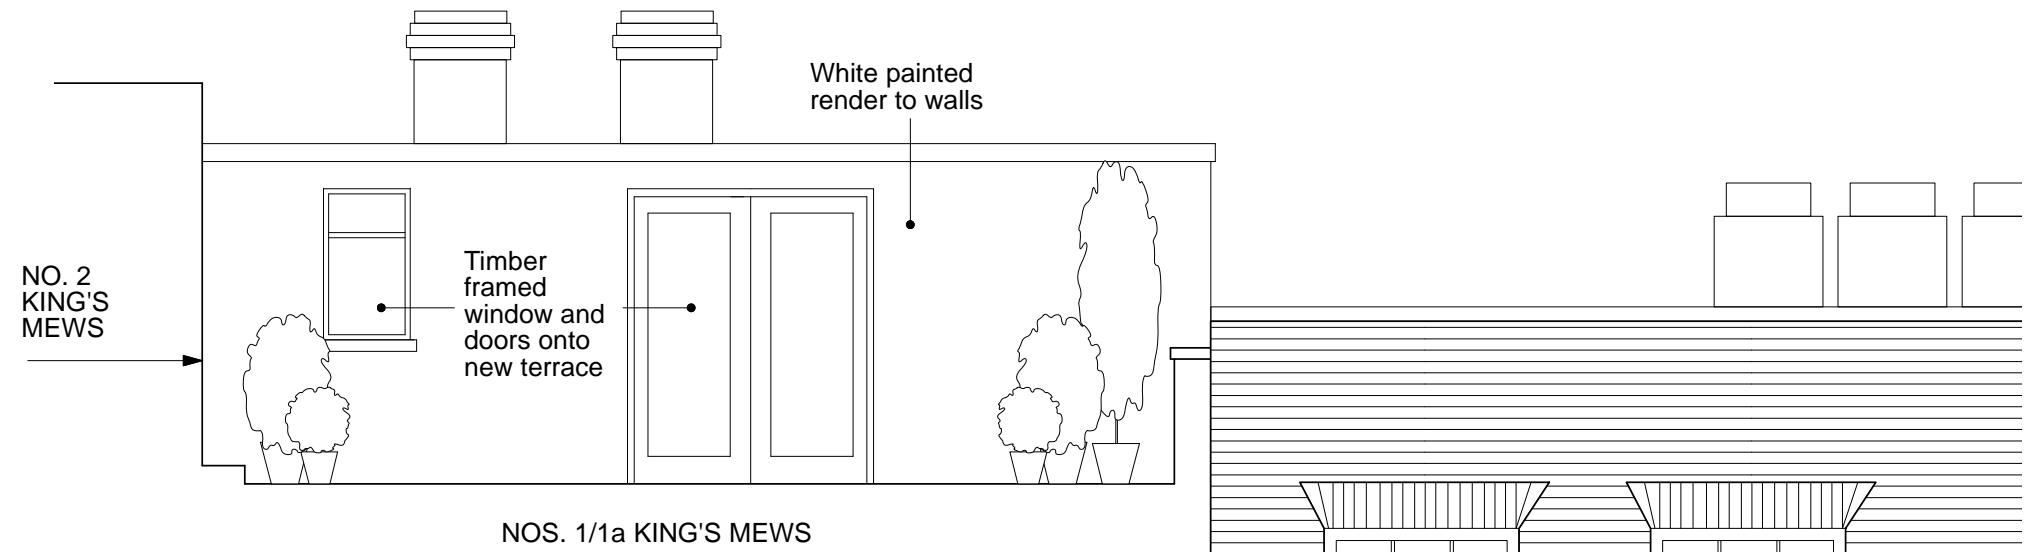 White painted
render to walls
NO. 2
KING'S
MEWS
Timber
framed
window and
doors onto
new terrace
NOS. 1/1a KING'S MEWS